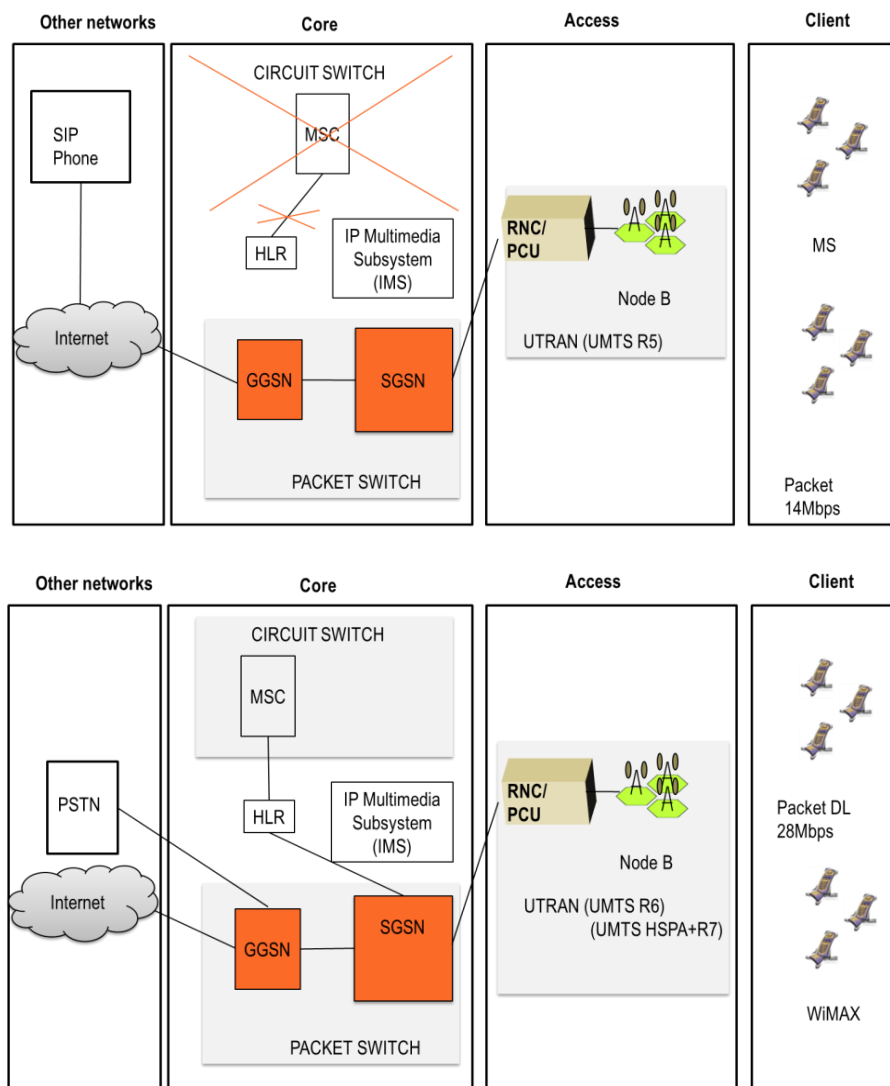 Other networks
Core
Access
Client
CIRCUIT SWITCH
MSC
SIP
Phone
HLR
IP Multimedia
Subsystem
(IMS)
RNC/
PCU
Node B
UTRAN (UMTS R5)
MS
Internet
GGSN
SGSN
PACKET SWITCH
Packet
14Mbps
Other networks
Core
Access
Client
CIRCUIT SWITCH
MSC
PSTN
HLR
IP Multimedia
Subsystem
(IMS)
RNC/
PCU
Node B
UTRAN (UMTS R6)
(UMTS HSPA+R7)
Packet DL
28Mbps
Internet
GGSN
SGSN
PACKET SWITCH
WiMAX